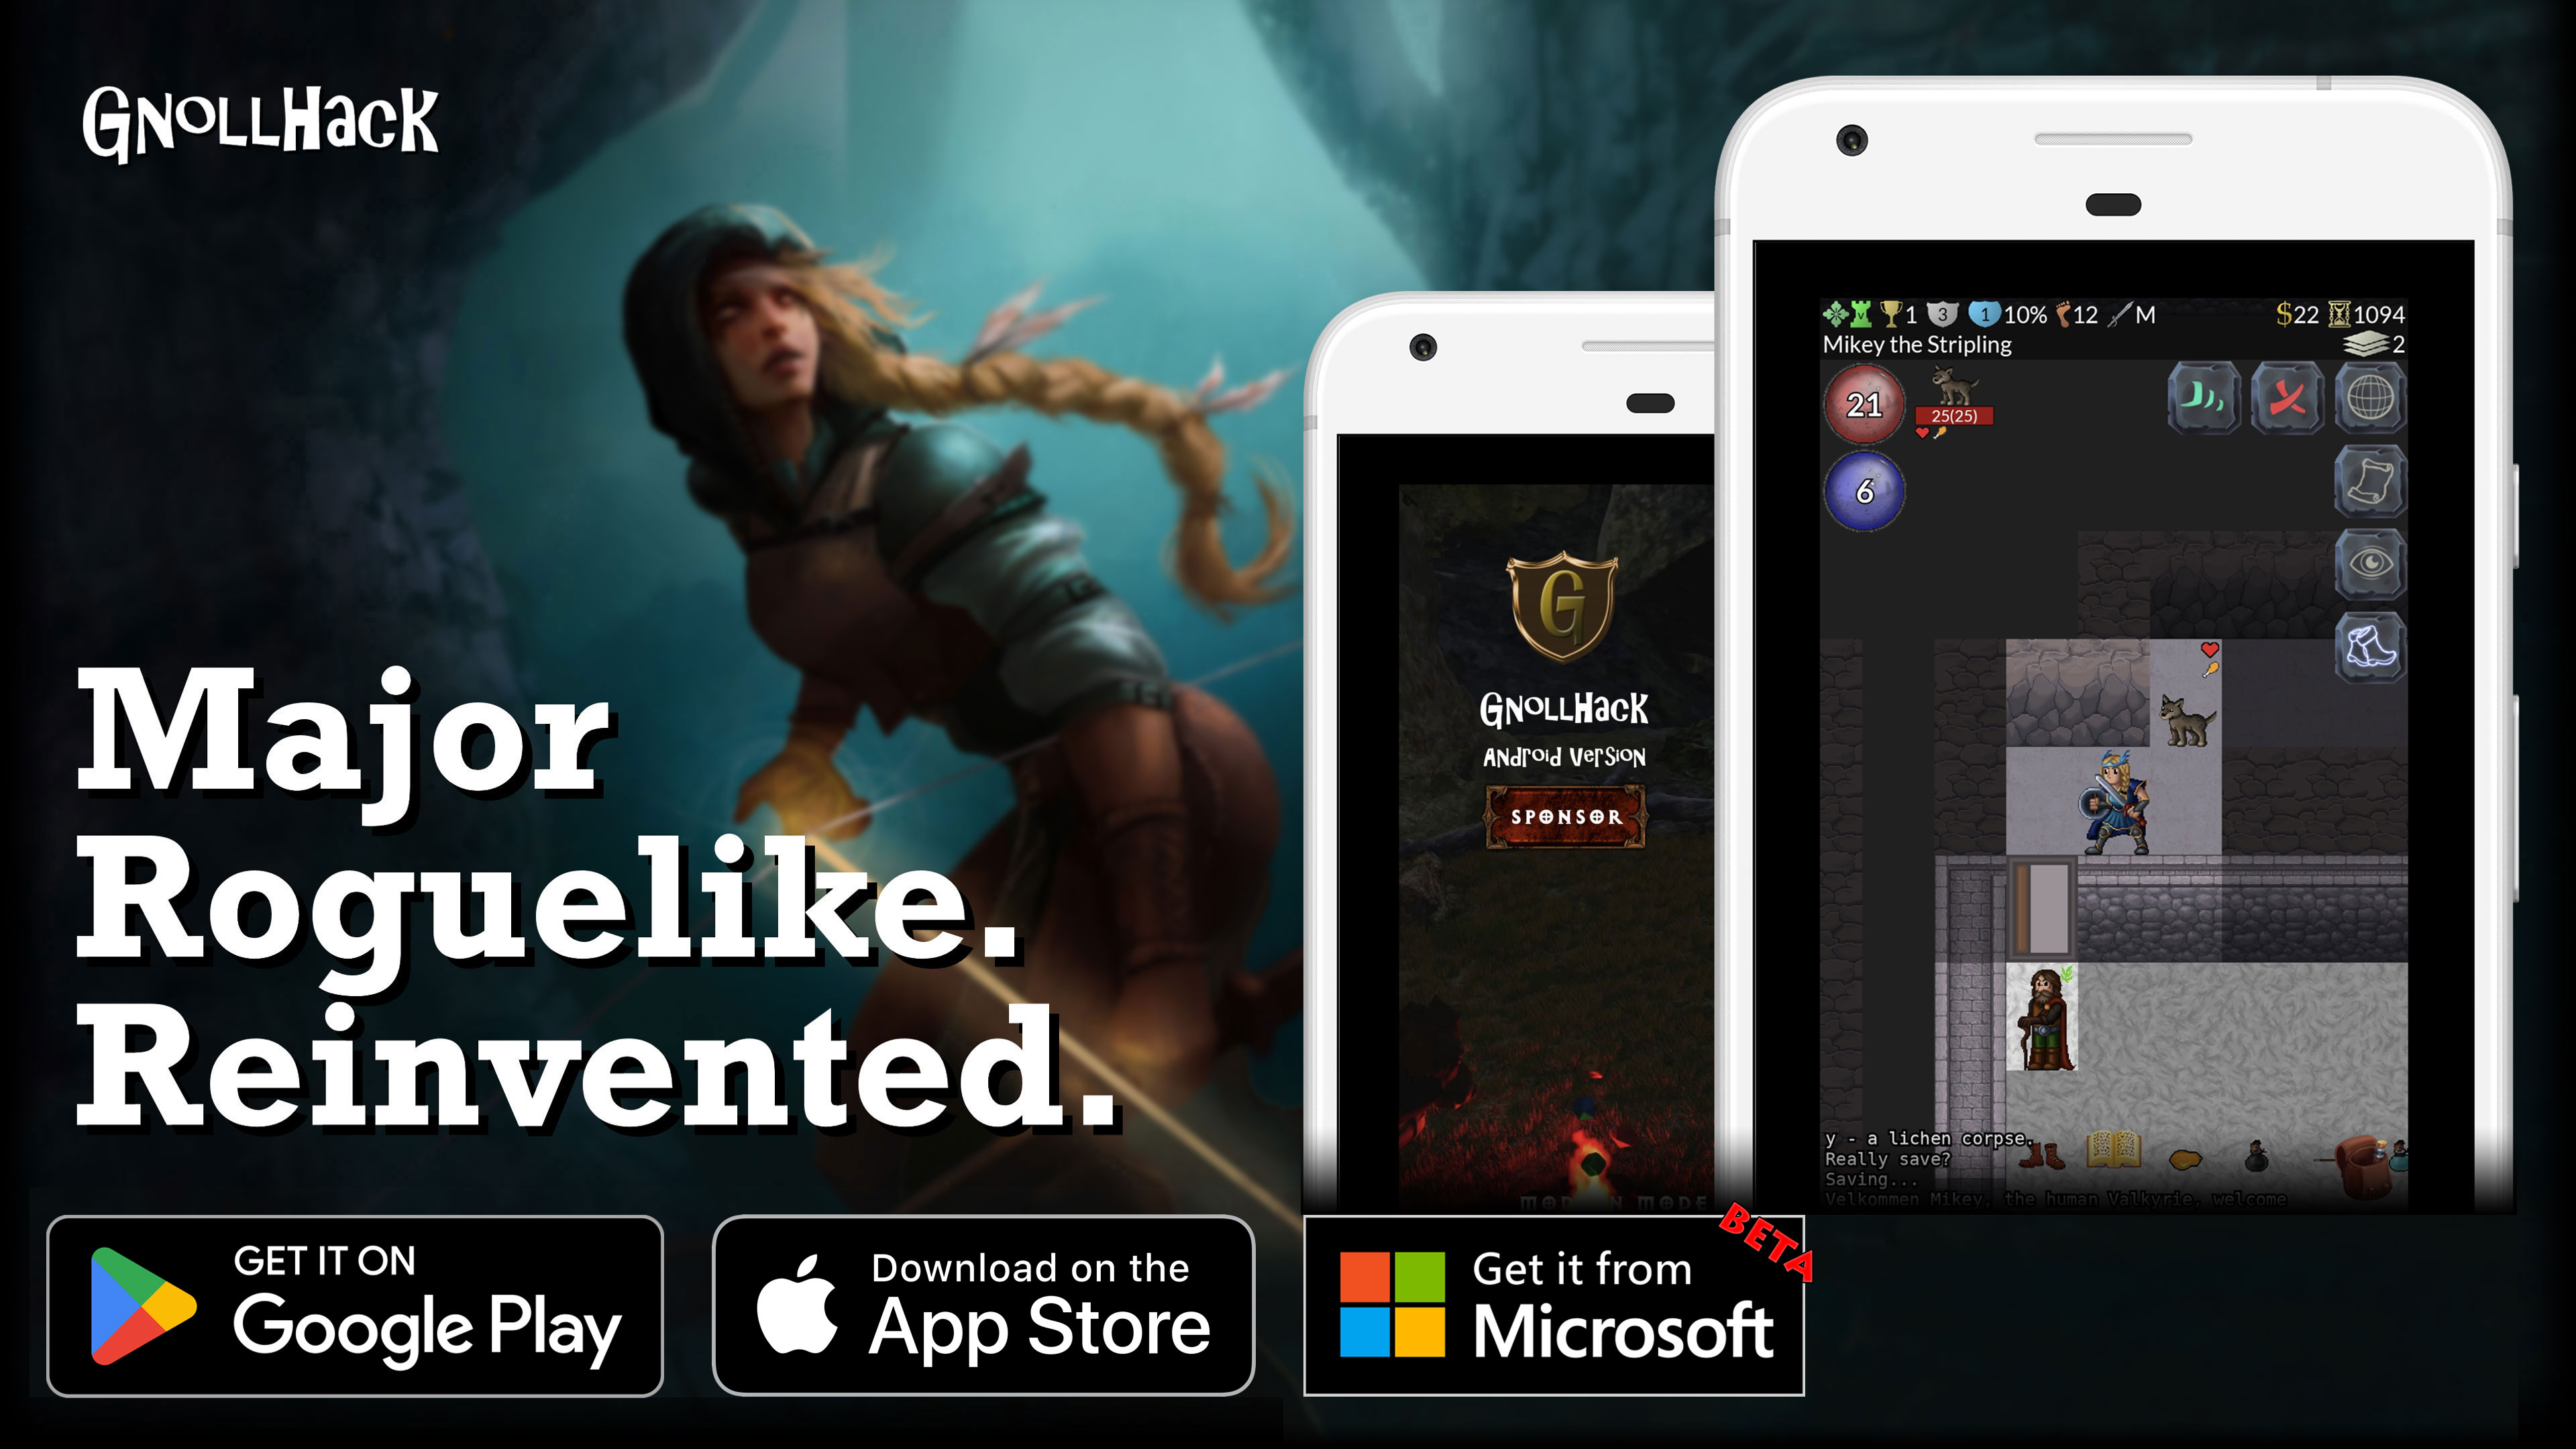 GNOLLHACK
Major
Roguelike.
Reinvented.
GET IT ON
Google Play
Download on the
App Store
Get it from
Microsoft
BETA
G
GNOLLHACK
Android Version
SPONSOR
1 3 1 10% 12 M $22 1094
Mikey the Stripling 2
21
25(25)
6
y - a lichen corpse.
Really save?
Saving...
Velkommen Mikey, the human Valkyrie, welcome